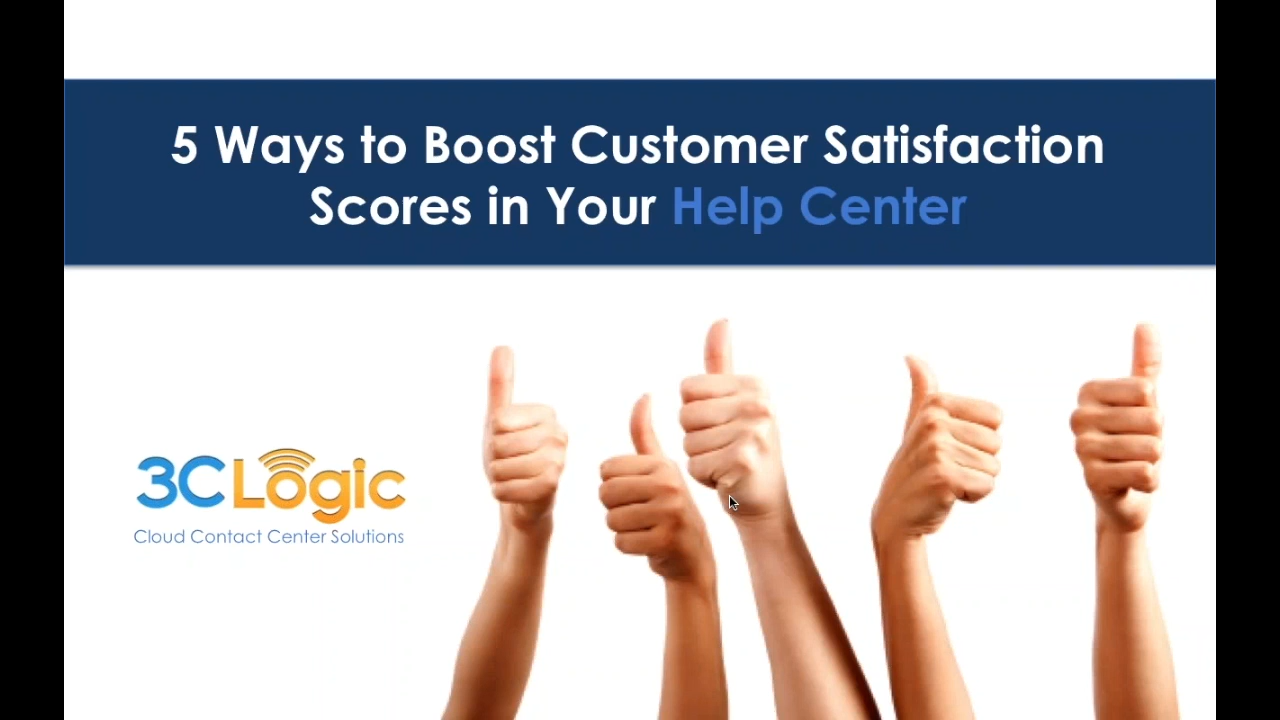 5 Ways to Boost Customer Satisfaction
Scores in Your Help Center
3CLogic
Cloud Contact Center Solutions